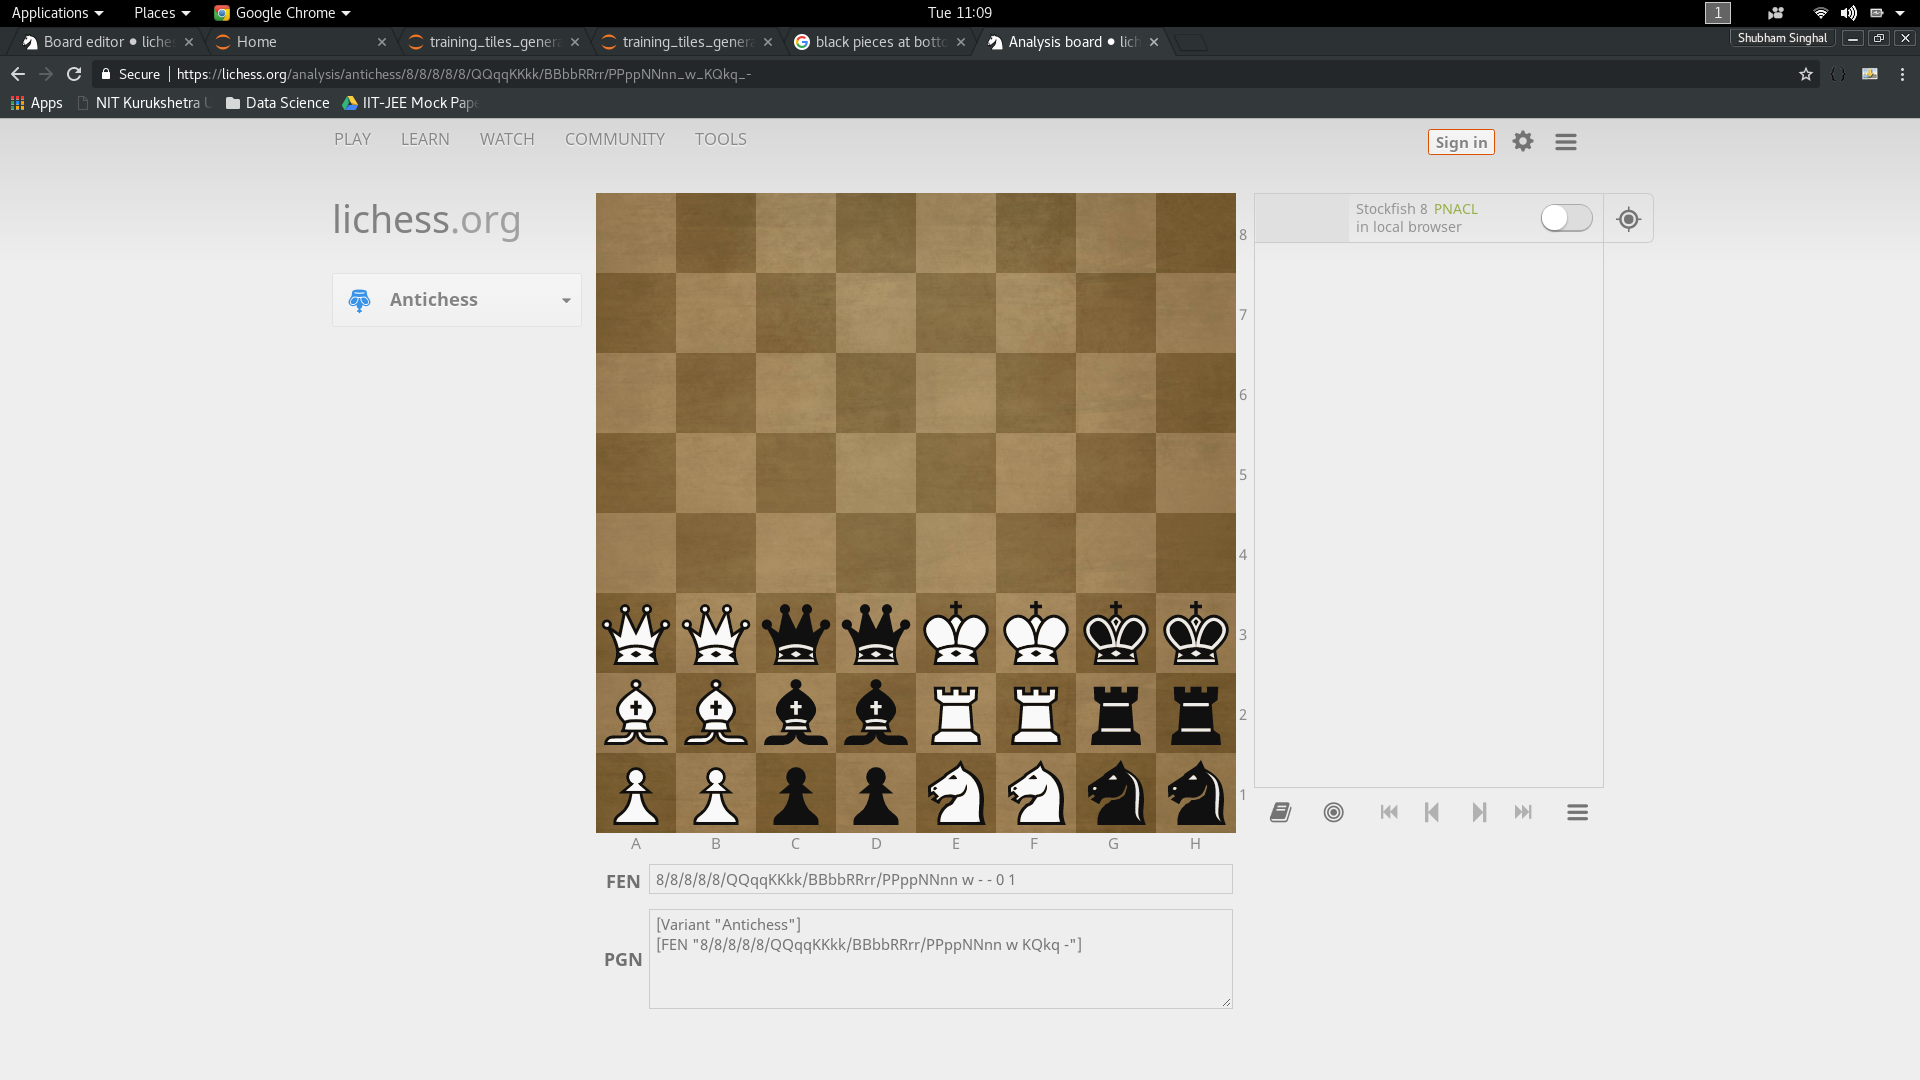 Applications Places Google Chrome Tue 11:09 1
Board editor • liche Home training_tiles_genera training_tiles_genera black pieces at botto Analysis board • lich Shubham Singhal
Secure https://lichess.org/analysis/antichess/8/8/8/8/8/QQqqKKkk/BBbbRRrr/PPppNNnn_w_KQkq_-
Apps NIT Kurukshetra U Data Science IIT-JEE Mock Pape
PLAY LEARN WATCH COMMUNITY TOOLS Sign in
lichess.org
Antichess
Stockfish 8 PNACL
in local browser
8
7
6
5
4
3
2
1
A B C D E F G H
FEN 8/8/8/8/8/QQqqKKkk/BBbbRRrr/PPppNNnn w - - 0 1
PGN
[Variant "Antichess"]
[FEN "8/8/8/8/8/QQqqKKkk/BBbbRRrr/PPppNNnn w KQkq -"]